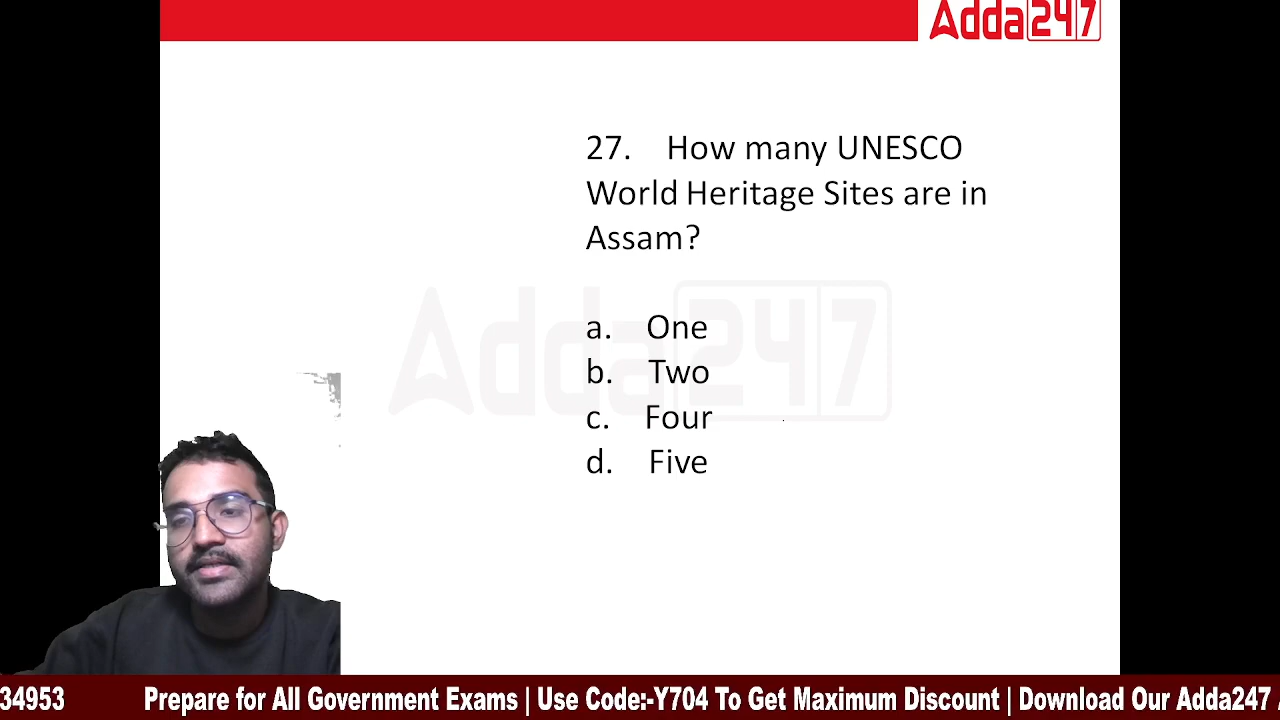 Adda247
27. How many UNESCO
World Heritage Sites are in
Assam?
Adda247
a. One
b. Two
c. Four
d. Five
34953 Prepare for All Government Exams | Use Code:-Y704 To Get Maximum Discount | Download Our Adda247